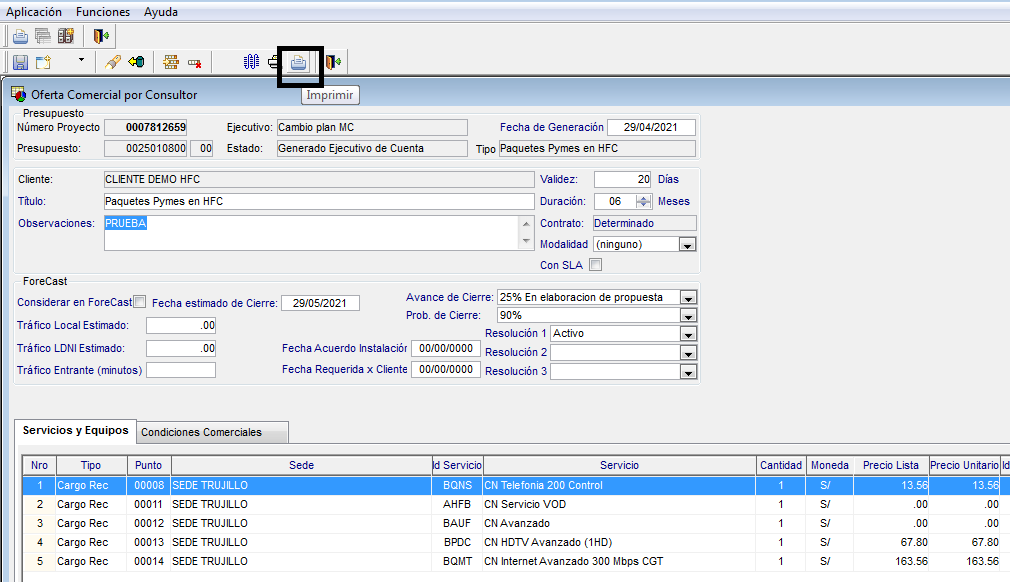 Aplicación Funciones Ayuda
Imprimir
Oferta Comercial por Consultor
Presupuesto
Número Proyecto 0007812659 Ejecutivo: Cambio plan MC Fecha de Generación 29/04/2021
Presupuesto: 0025010800 00 Estado: Generado Ejecutivo de Cuenta Tipo Paquetes Pymes en HFC
Cliente: CLIENTE DEMO HFC Validez: 20 Días
Título: Paquetes Pymes en HFC Duración: 06 Meses
Observaciones: PRUEBA Contrato: Determinado
Modalidad (ninguno)
Con SLA
ForeCast
Considerar en ForeCast Fecha estimado de Cierre: 29/05/2021 Avance de Cierre: 25% En elaboracion de propuesta
Prob. de Cierre: 90%
Tráfico Local Estimado: .00 Resolución 1 Activo
Tráfico LDNI Estimado: .00 Fecha Acuerdo Instalación 00/00/0000 Resolución 2
Tráfico Entrante (minutos) Fecha Requerida x Cliente 00/00/0000 Resolución 3
Servicios y Equipos Condiciones Comerciales
Nro Tipo Punto Sede Id Servicio Servicio Cantidad Moneda Precio Lista Precio Unitario Id
1 Cargo Rec 00008 SEDE TRUJILLO BQNS CN Telefonia 200 Control 1 S/ 13.56 13.56
2 Cargo Rec 00011 SEDE TRUJILLO AHFB CN Servicio VOD 1 S/ .00 .00
3 Cargo Rec 00012 SEDE TRUJILLO BAUF CN Avanzado 1 S/ .00 .00
4 Cargo Rec 00013 SEDE TRUJILLO BPDC CN HDTV Avanzado (1HD) 1 S/ 67.80 67.80
5 Cargo Rec 00014 SEDE TRUJILLO BQMT CN Internet Avanzado 300 Mbps CGT 1 S/ 163.56 163.56